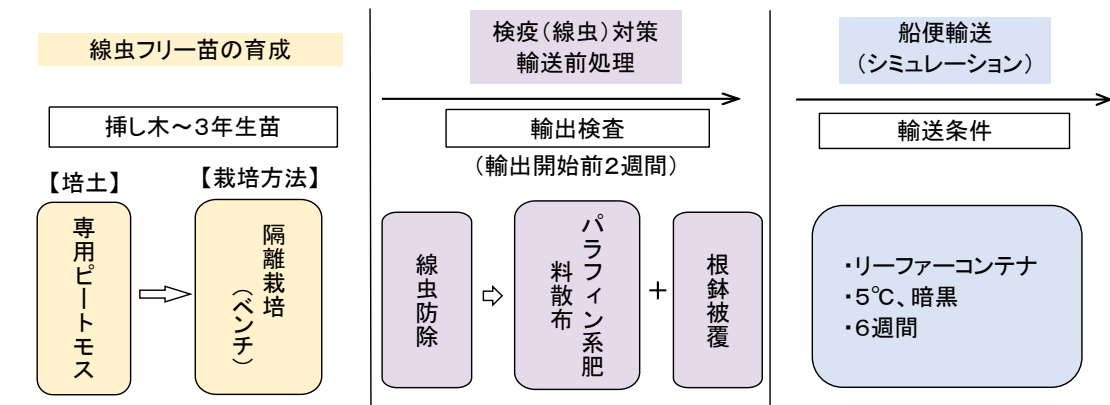 線虫フリー苗の育成
挿し木～3年生苗
【培土】
【栽培方法】
専用ピートモス
隔離栽培
（ベンチ）
検疫（線虫）対策
輸送前処理
輸出検査
（輸出開始前2週間）
線虫防除
パラフィン系肥
料散布
+
根鉢被覆
船便輸送
（シミュレーション）
輸送条件
・リーファーコンテナ
・5℃、暗黒
・6週間